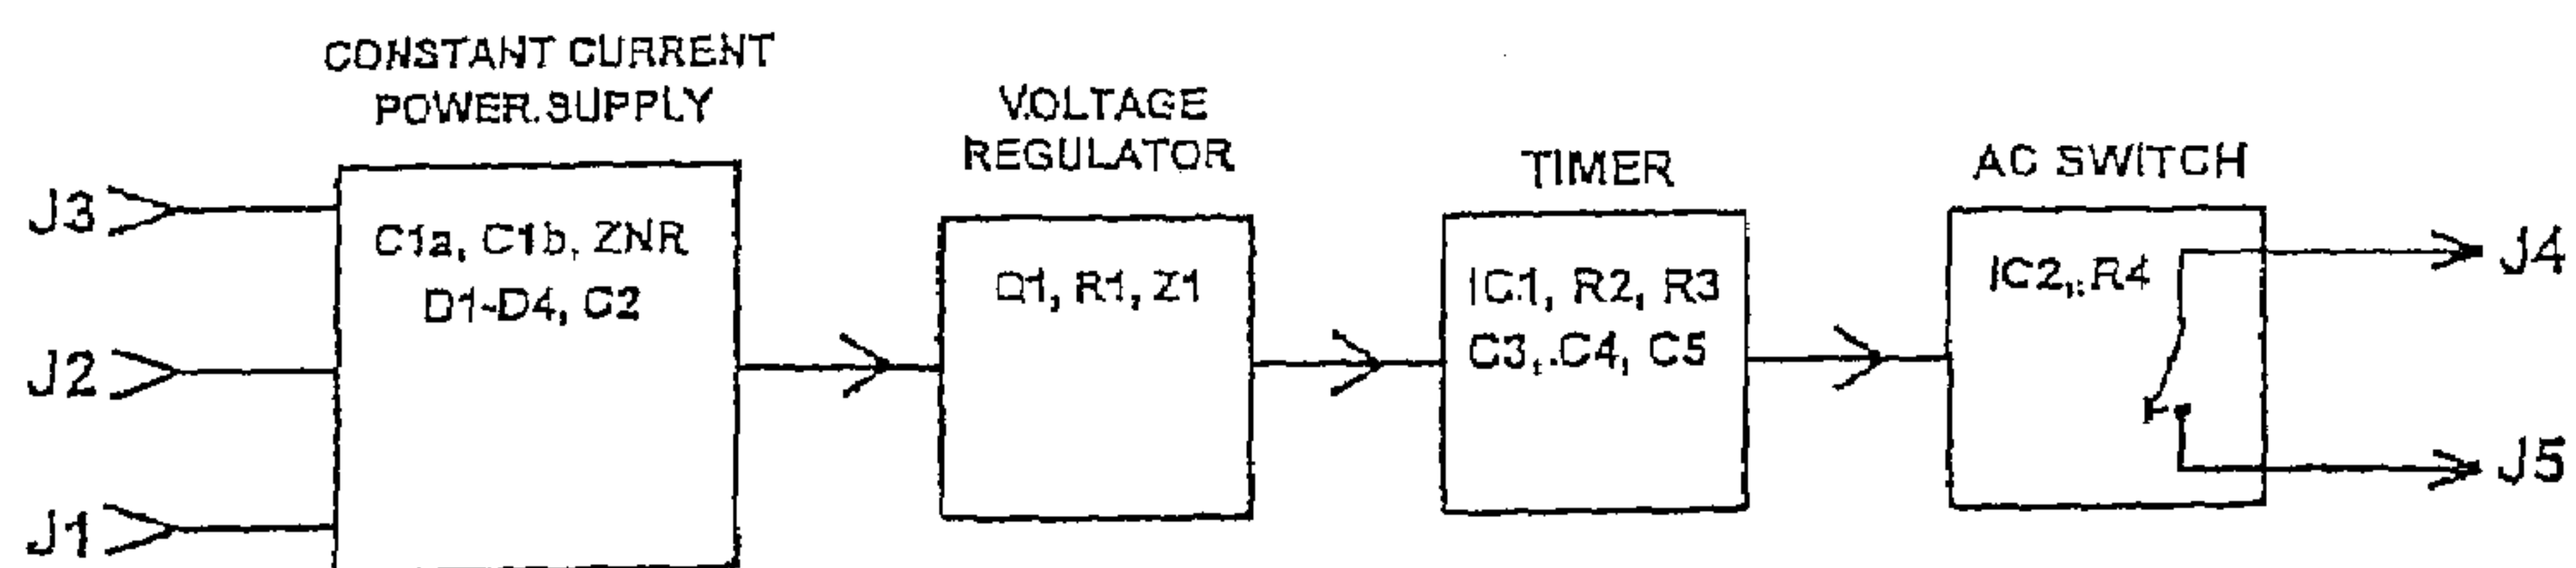 CONSTANT CURRENT
POWER SUPPLY
J3
J2
J1
C1a, C1b, ZNR
D1-D4, C2
VOLTAGE
REGULATOR
Q1, R1, Z1
TIMER
IC1, R2, R3
C3, C4, C5
AC SWITCH
IC2, R4
J4
J5